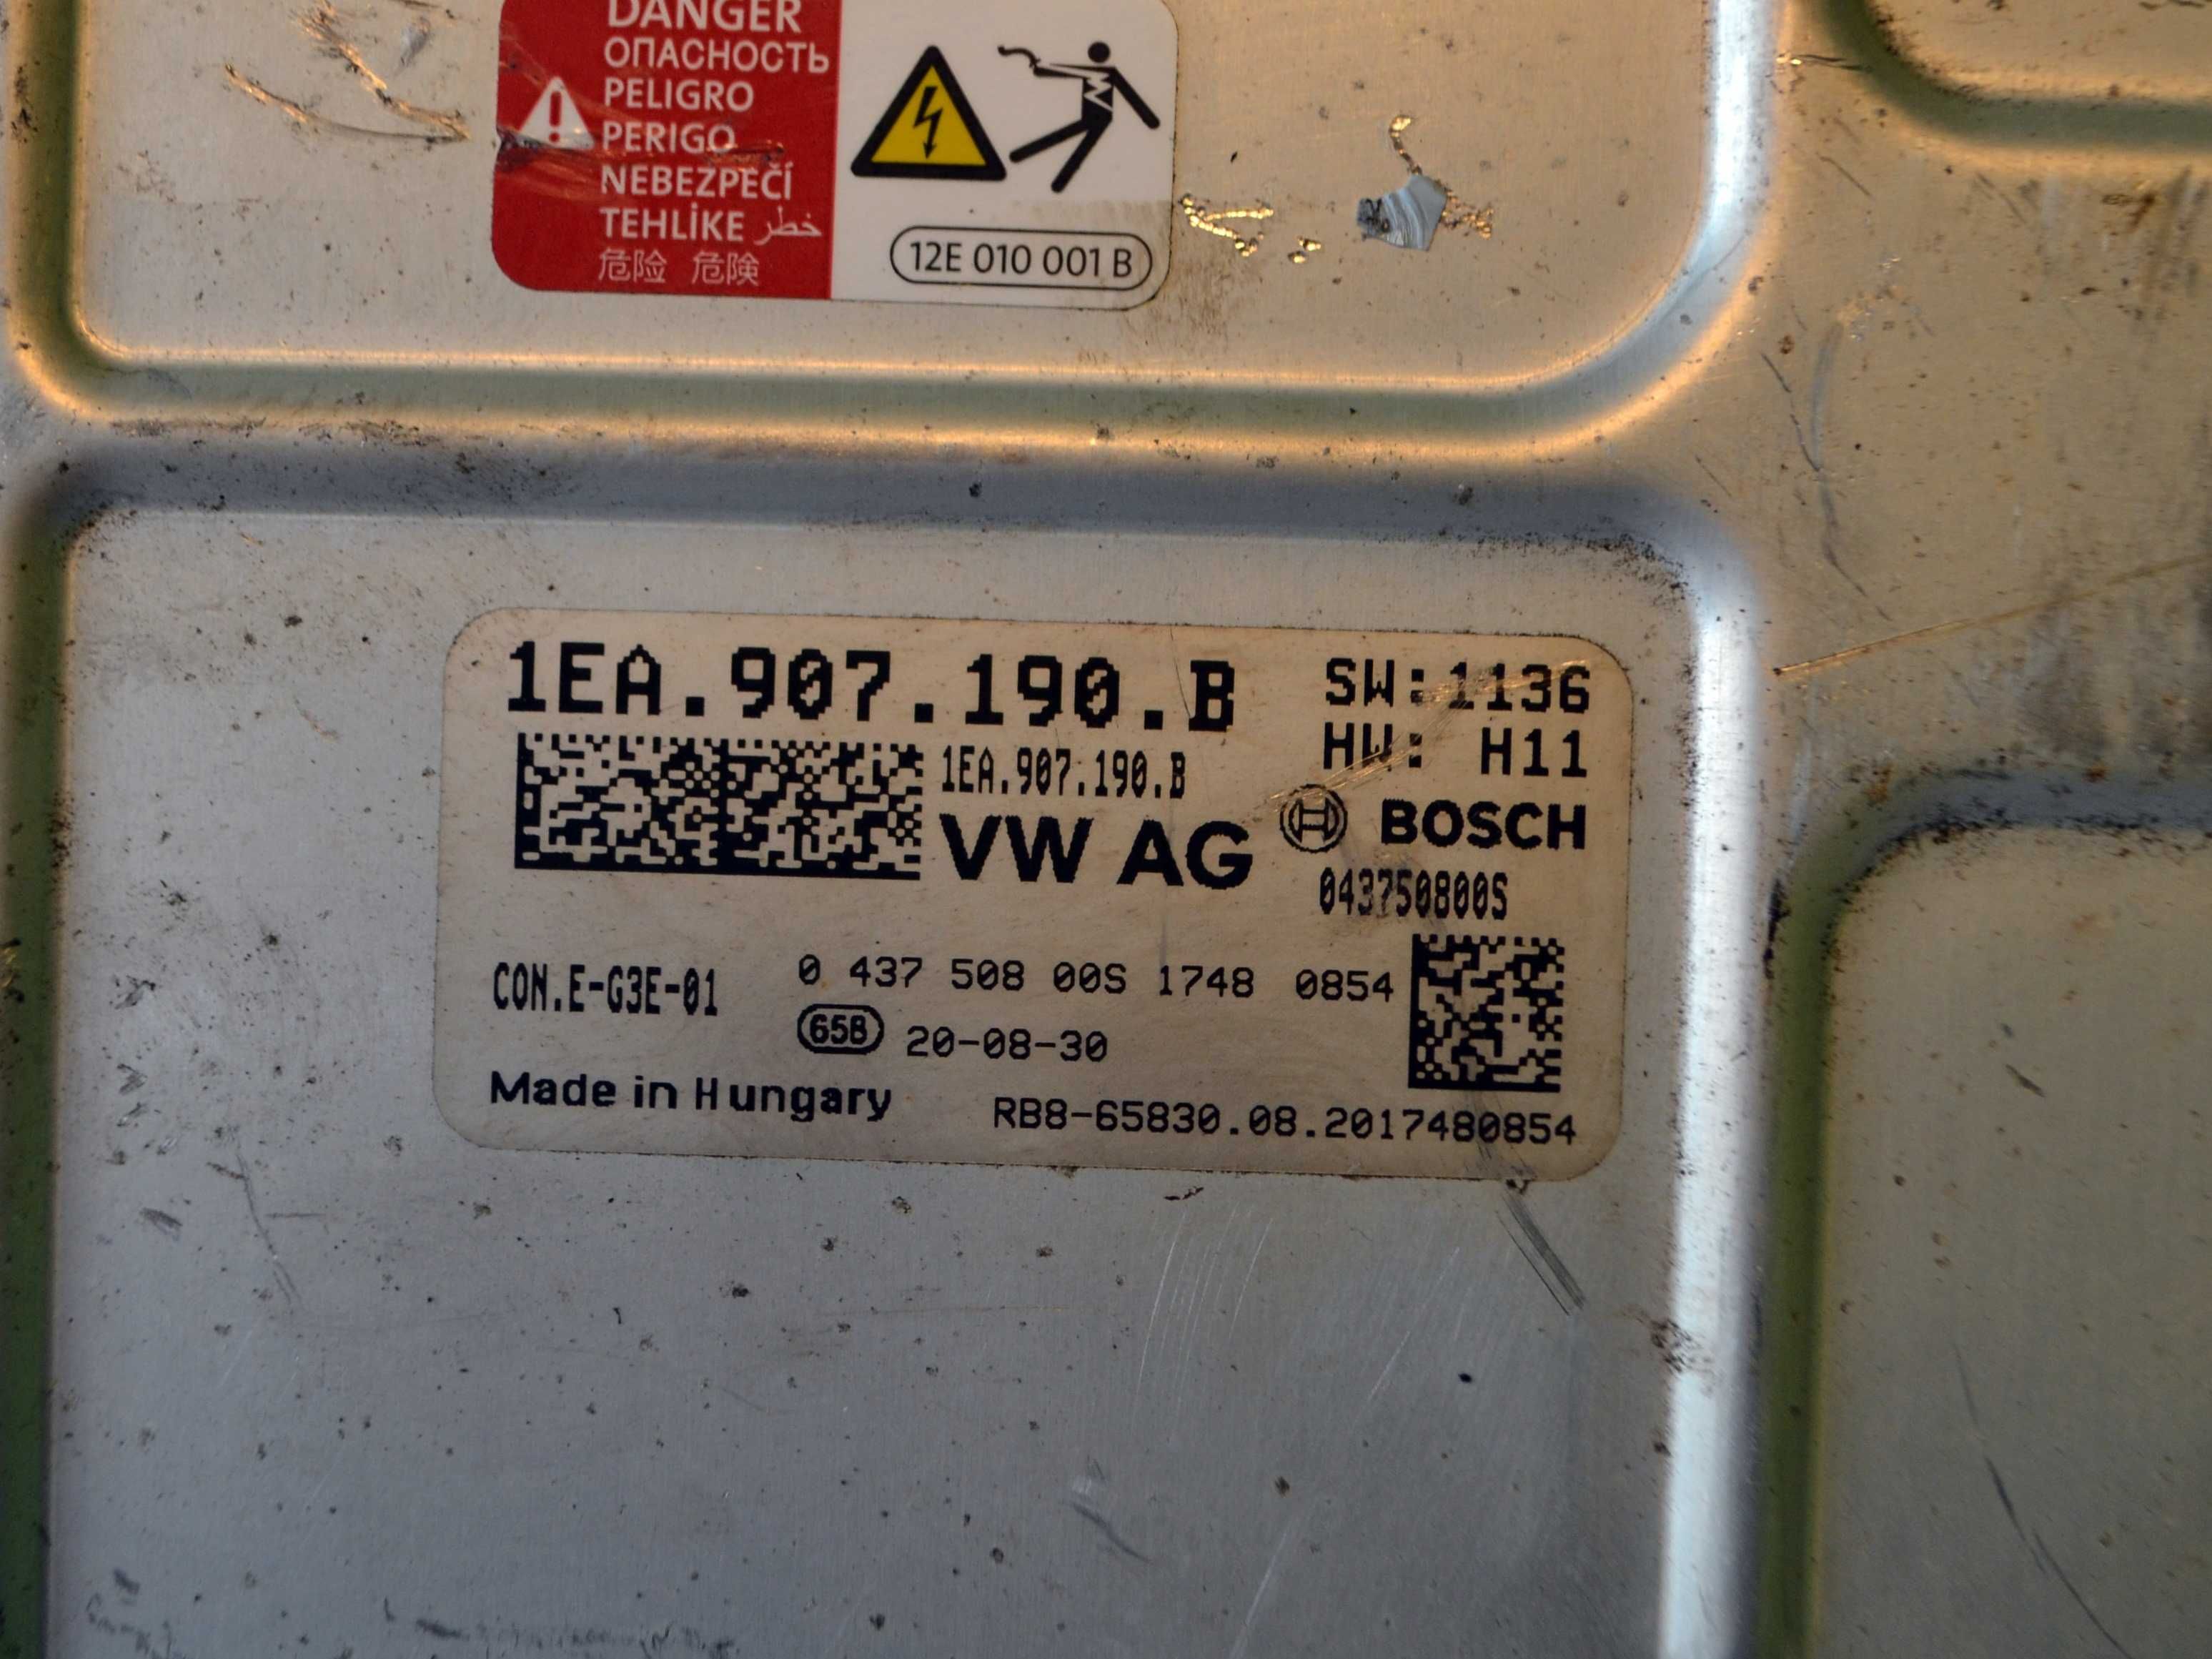 DANGER
ОПАСНОСТЬ
PELIGRO
PERIGO
NEBEZPEČÍ
TEHLİKE خطر
危险 危険
12E 010 001 B
1EA.907.190.B
SW:1136
HW: H11
1EA.907.190.B
VW AG
BOSCH
043750800S
CON.E-G3E-01
0 437 508 00S 1748 0854
658 20-08-30
Made in Hungary
RB8-65830.08.2017480854